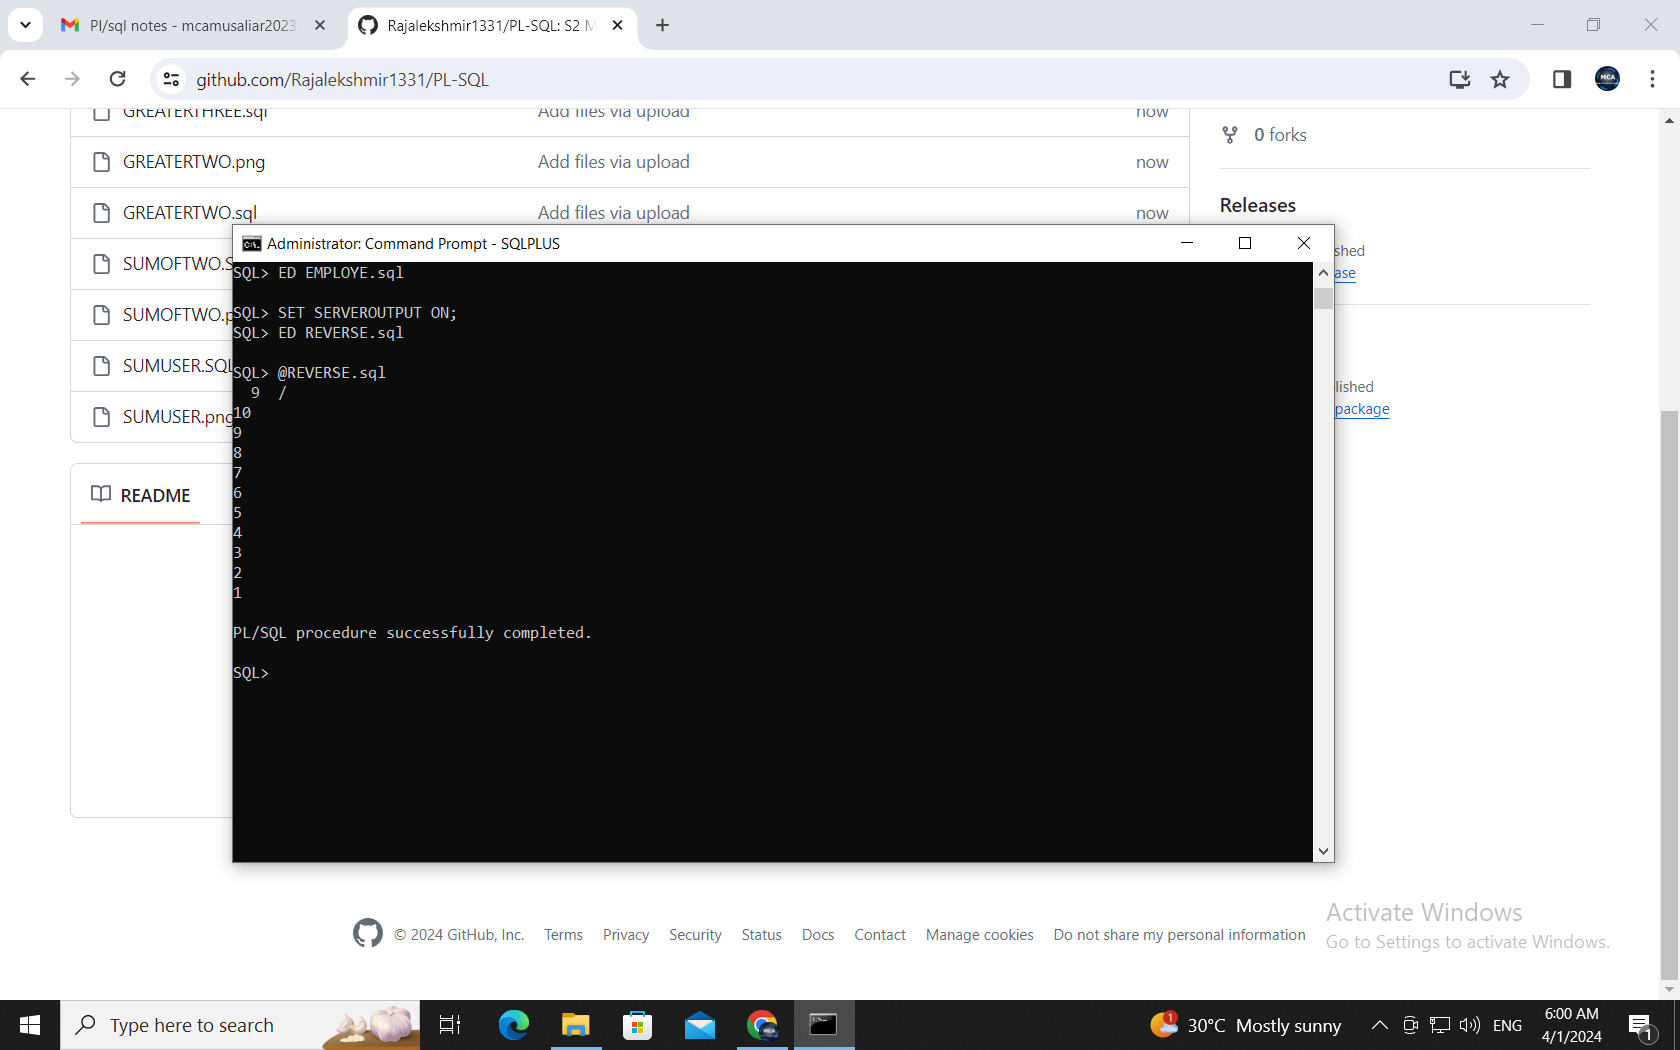 Pl/sql notes - mcamusaliar2023
Rajalekshmir1331/PL-SQL: S2 M
github.com/Rajalekshmir1331/PL-SQL
MCA
GREATERTHREE.sql Add files via upload now
0 forks
GREATERTWO.png Add files via upload now
Releases
GREATERTWO.sql Add files via upload now
Administrator: Command Prompt - SQLPLUS
shed
SUMOFTWO.S
ase
SQL> ED EMPLOYE.sql
SQL> SET SERVEROUTPUT ON;
SUMOFTWO.p
SQL> ED REVERSE.sql
SUMUSER.SQL
SQL> @REVERSE.sql
lished
9 /
package
SUMUSER.png
10
9
8
7
6
5
4
3
2
1
README
PL/SQL procedure successfully completed.
SQL>
Activate Windows
Go to Settings to activate Windows.
© 2024 GitHub, Inc. Terms Privacy Security Status Docs Contact Manage cookies Do not share my personal information
Type here to search
1
30°C Mostly sunny
ENG
6:00 AM
4/1/2024
1